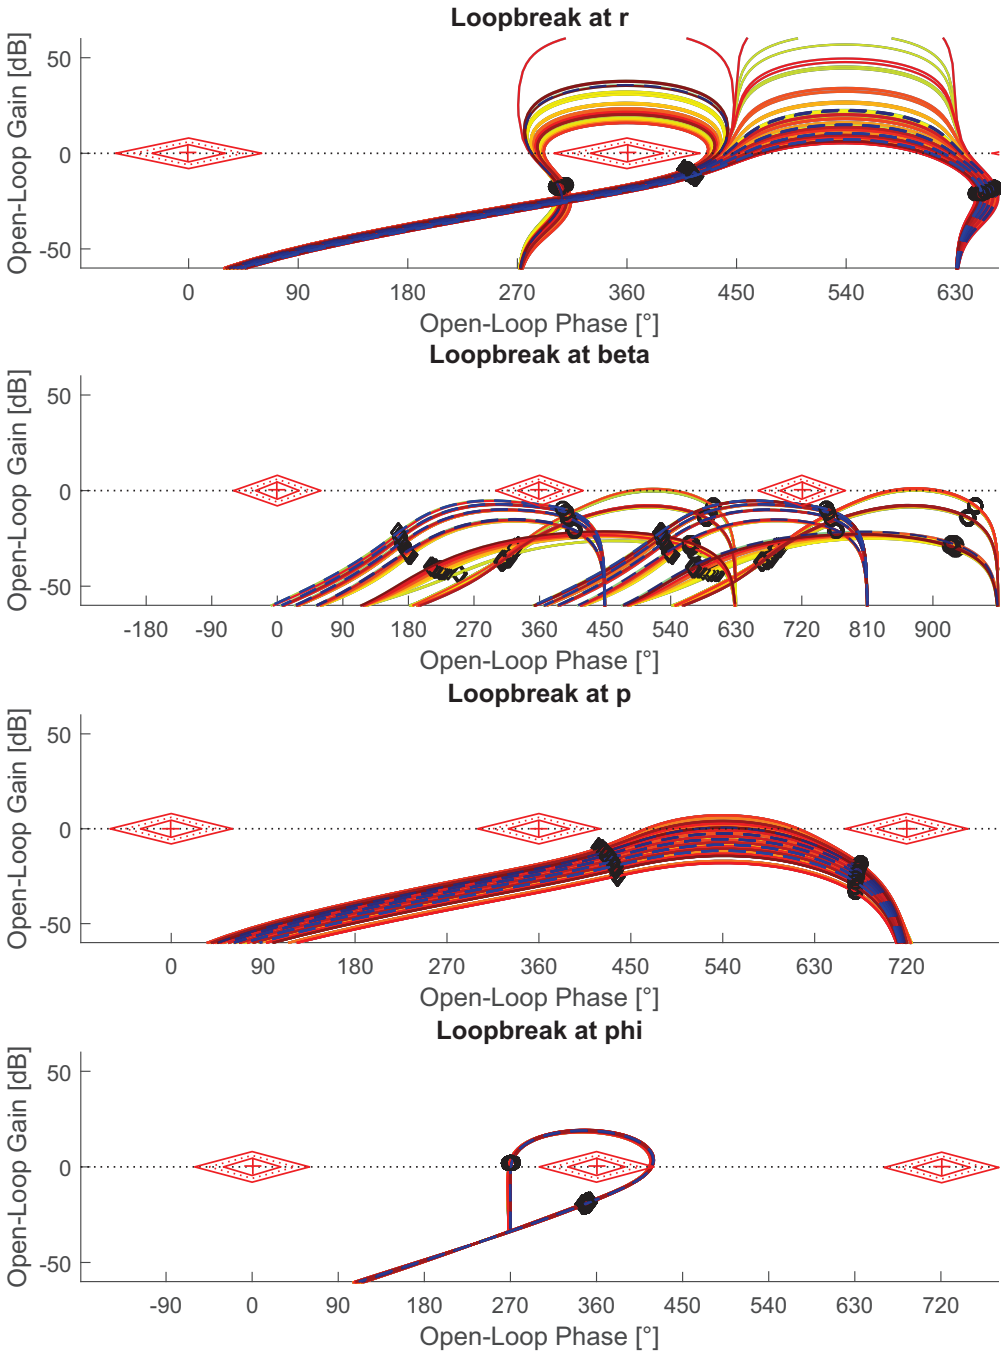 Loopbreak at r
Open-Loop Gain [dB]
50
0
-50
0 90 180 270 360 450 540 630
Open-Loop Phase [°]
Loopbreak at beta
Open-Loop Gain [dB]
50
0
-50
-180 -90 0 90 180 270 360 450 540 630 720 810 900
Open-Loop Phase [°]
Loopbreak at p
Open-Loop Gain [dB]
50
0
-50
0 90 180 270 360 450 540 630 720
Open-Loop Phase [°]
Loopbreak at phi
Open-Loop Gain [dB]
50
0
-50
-90 0 90 180 270 360 450 540 630 720
Open-Loop Phase [°]